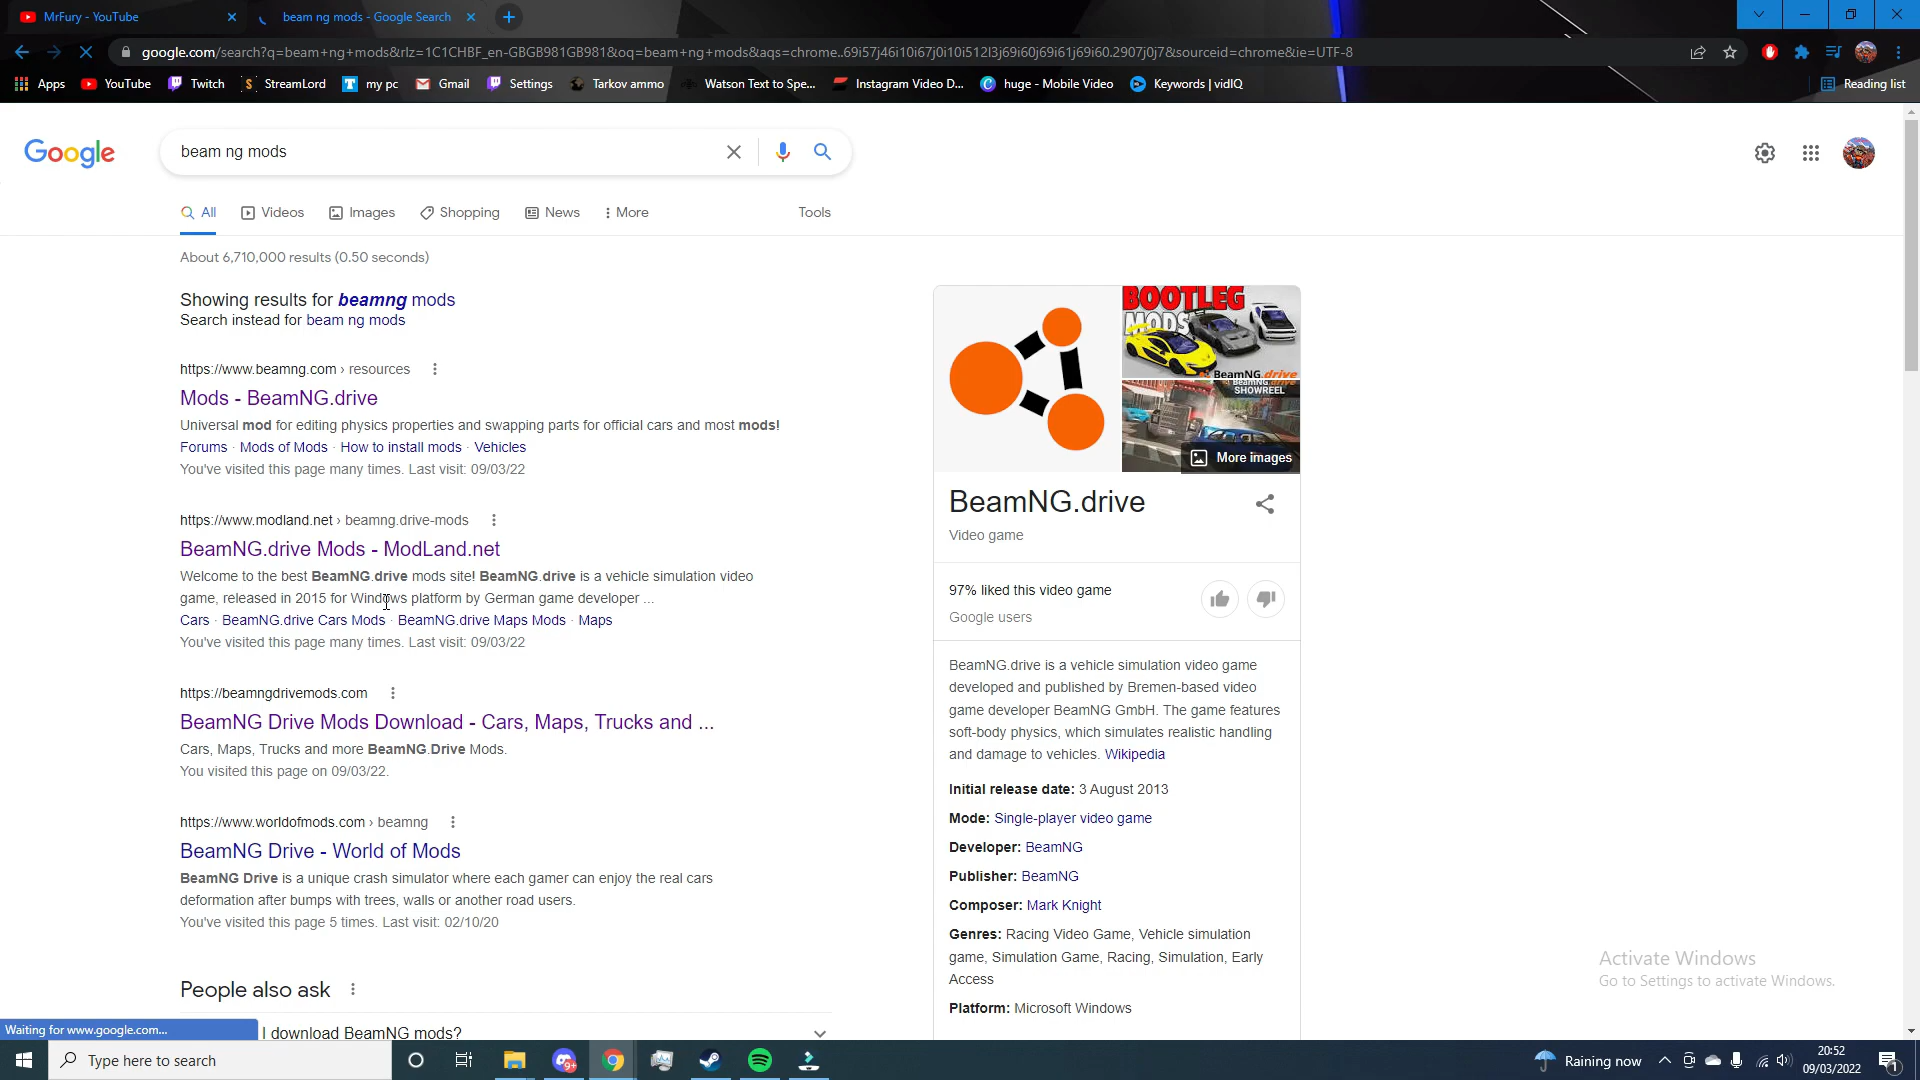 MrFury - YouTube
beam ng mods - Google Search
google.com/search?q=beam+ng+mods&rlz=1C1CHBF_en-GBGB981GB981&oq=beam+ng+mods&aqs=chrome..69i57j46i10i67j0i10i512l3j69i60j69i61j69i60.2907j0j7&sourceid=chrome&ie=UTF-8
Apps YouTube Twitch StreamLord my pc Gmail Settings Tarkov ammo Watson Text to Spe... Instagram Video D... huge - Mobile Video Keywords | vidIQ Reading list
Google
beam ng mods
All Videos Images Shopping News More Tools
About 6,710,000 results (0.50 seconds)
Showing results for beamng mods
Search instead for beam ng mods
https://www.beamng.com › resources
Mods - BeamNG.drive
Universal mod for editing physics properties and swapping parts for official cars and most mods!
Forums · Mods of Mods · How to install mods · Vehicles
You've visited this page many times. Last visit: 09/03/22
https://www.modland.net › beamng.drive-mods
BeamNG.drive Mods - ModLand.net
Welcome to the best BeamNG.drive mods site! BeamNG.drive is a vehicle simulation video
game, released in 2015 for Windows platform by German game developer ...
Cars · BeamNG.drive Cars Mods · BeamNG.drive Maps Mods · Maps
You've visited this page many times. Last visit: 09/03/22
https://beamngdrivemods.com
BeamNG Drive Mods Download - Cars, Maps, Trucks and ...
Cars, Maps, Trucks and more BeamNG.Drive Mods.
You visited this page on 09/03/22.
https://www.worldofmods.com › beamng
BeamNG Drive - World of Mods
BeamNG Drive is a unique crash simulator where each gamer can enjoy the real cars
deformation after bumps with trees, walls or another road users.
You've visited this page 5 times. Last visit: 02/10/20
People also ask
I download BeamNG mods?
BOOTLEG
MODS
BeamNG.drive
BeamNG.drive
SHOWREEL
More images
BeamNG.drive
Video game
97% liked this video game
Google users
BeamNG.drive is a vehicle simulation video game
developed and published by Bremen-based video
game developer BeamNG GmbH. The game features
soft-body physics, which simulates realistic handling
and damage to vehicles. Wikipedia
Initial release date: 3 August 2013
Mode: Single-player video game
Developer: BeamNG
Publisher: BeamNG
Composer: Mark Knight
Genres: Racing Video Game, Vehicle simulation
game, Simulation Game, Racing, Simulation, Early
Access
Platform: Microsoft Windows
Activate Windows
Go to Settings to activate Windows.
Waiting for www.google.com...
Type here to search
9+
Raining now
20:52
09/03/2022
1